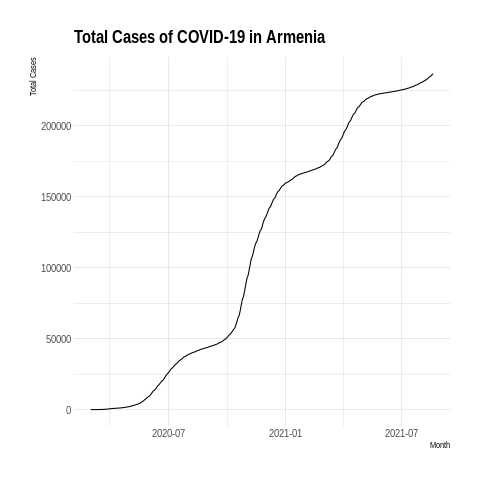 Total Cases of COVID-19 in Armenia
Total Cases
200000
150000
100000
50000
0
2020-07 2021-01 2021-07
Month